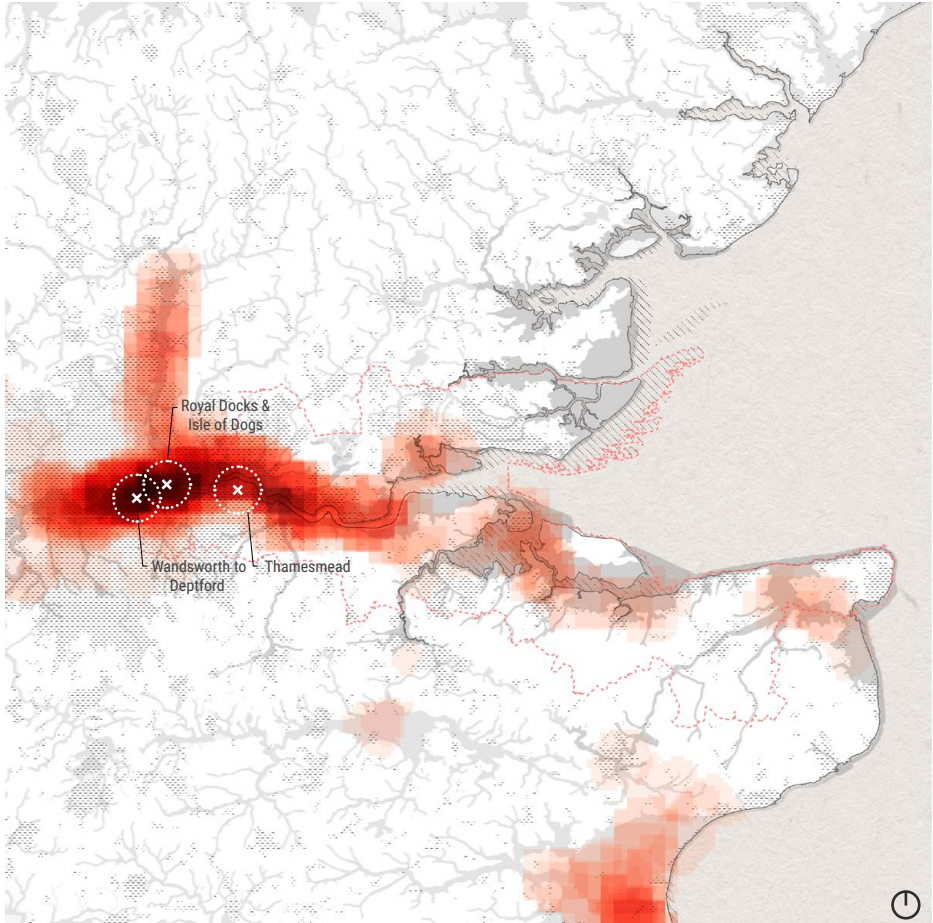 Royal Docks &
Isle of Dogs
Wandsworth to
Deptford
Thamesmead